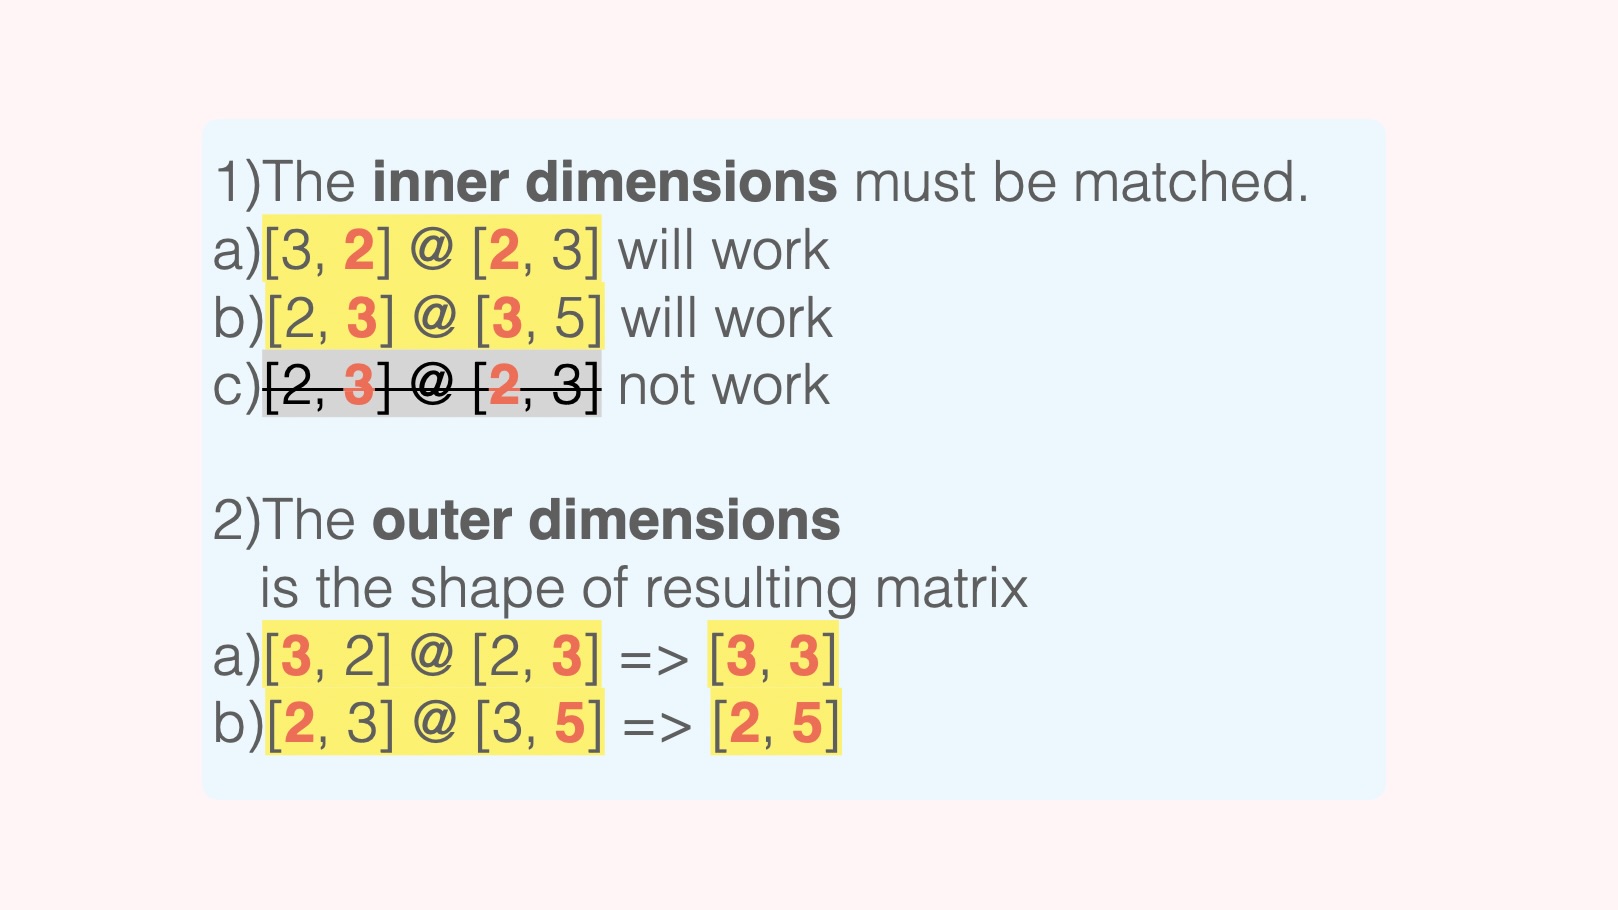 1)The inner dimensions must be matched.
a)[3, 2] @ [2, 3] will work
b)[2, 3] @ [3, 5] will work
c)[2, 3] @ [2, 3] not work
2)The outer dimensions
is the shape of resulting matrix
a)[3, 2] @ [2, 3] => [3, 3]
b)[2, 3] @ [3, 5] => [2, 5]